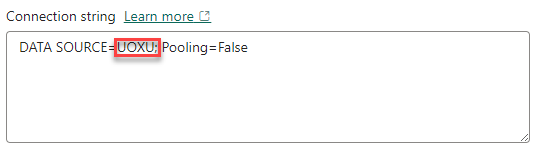 Connection string Learn more
DATA SOURCE=UOXU; Pooling=False